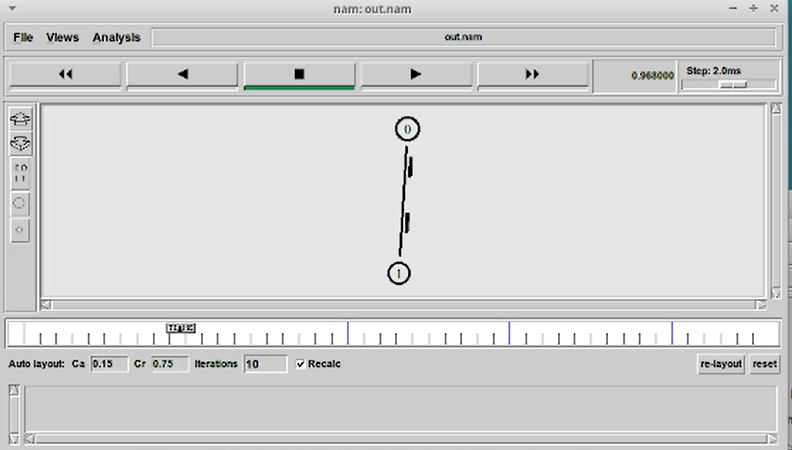 nam: out.nam
File Views Analysis out.nam
0.968000 Step: 2.0ms
0
1
TIME
Auto layout: Ca 0.15 Cr 0.75 Iterations 10 Recalc re-layout reset